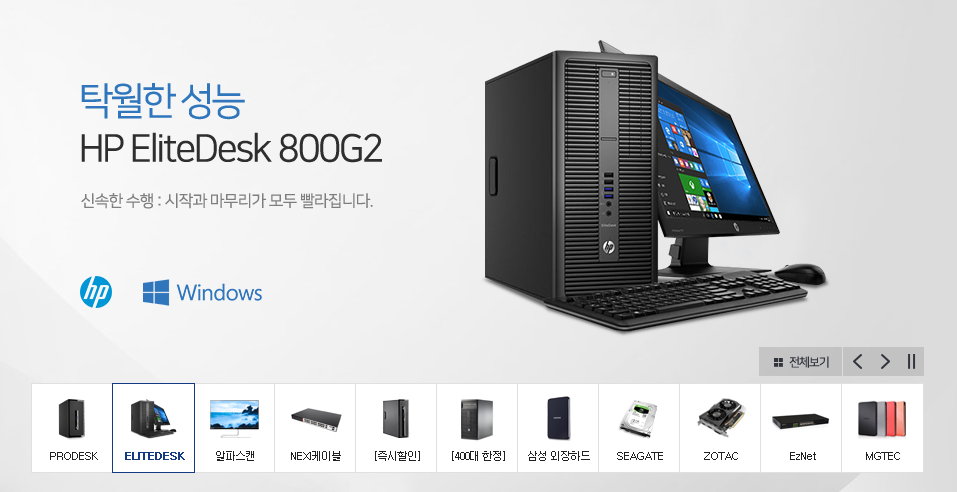 탁월한 성능
HP EliteDesk 800G2
신속한 수행 : 시작과 마무리가 모두 빨라집니다.
hp Windows
hp
전체보기
PRODESK
ELITEDESK
알파스캔
NEXI케이블
[즉시할인]
[400대 한정]
삼성 외장하드
SEAGATE
ZOTAC
EzNet
MGTEC